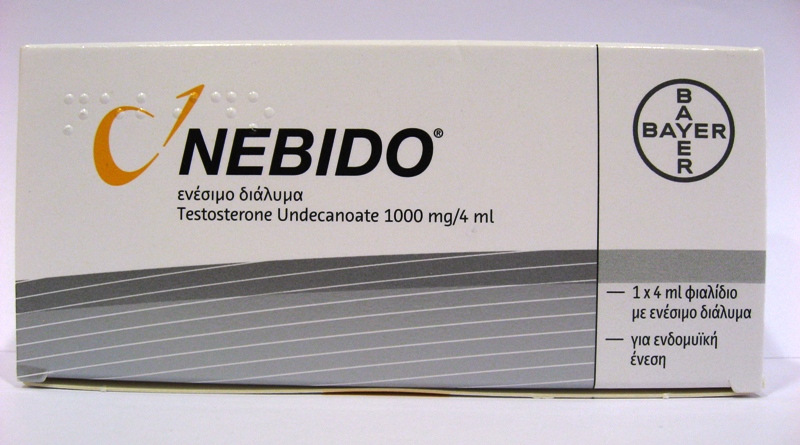 NEBIDO®
ενέσιμο διάλυμα
Testosterone Undecanoate 1000 mg/4 ml
BAYER
BAYER
— 1 x 4 ml φιαλίδιο
με ενέσιμο διάλυμα
— για ενδομυϊκή
ένεση